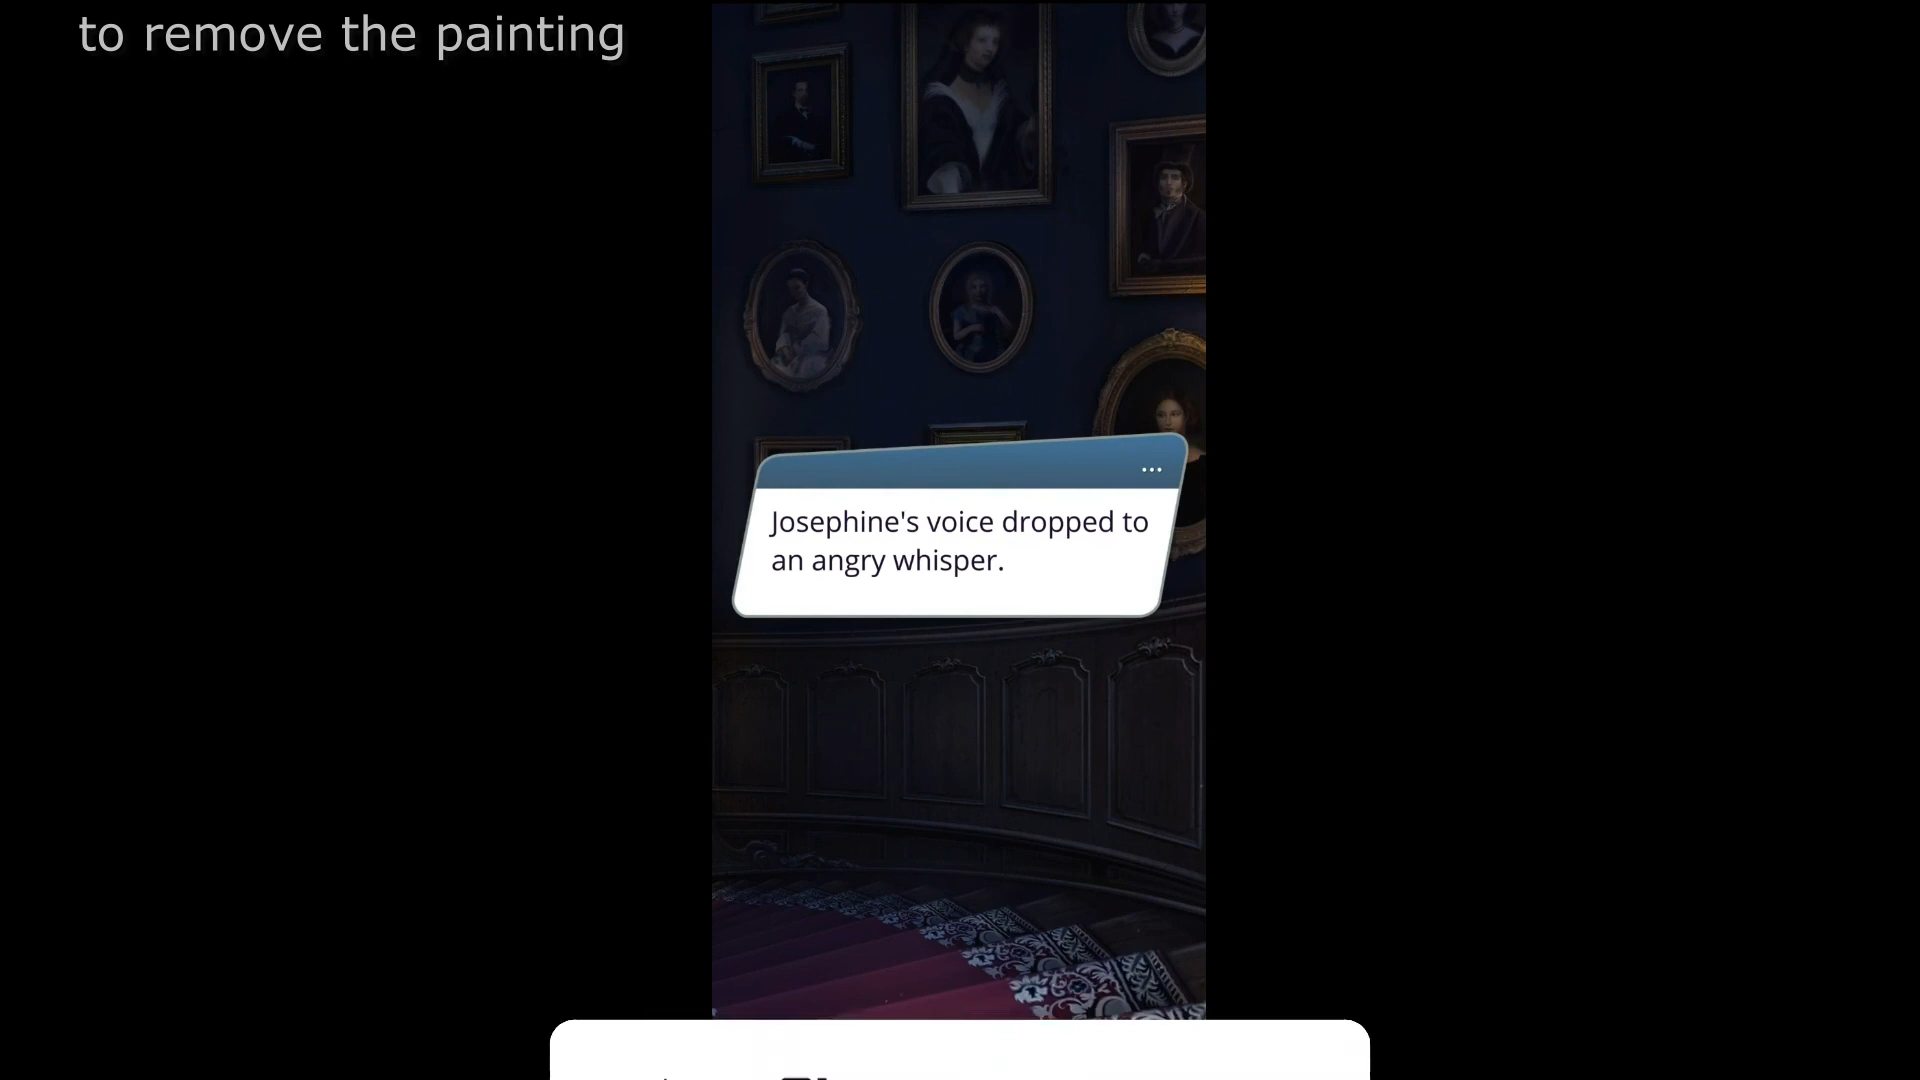 to remove the painting
...
Josephine's voice dropped to
an angry whisper.